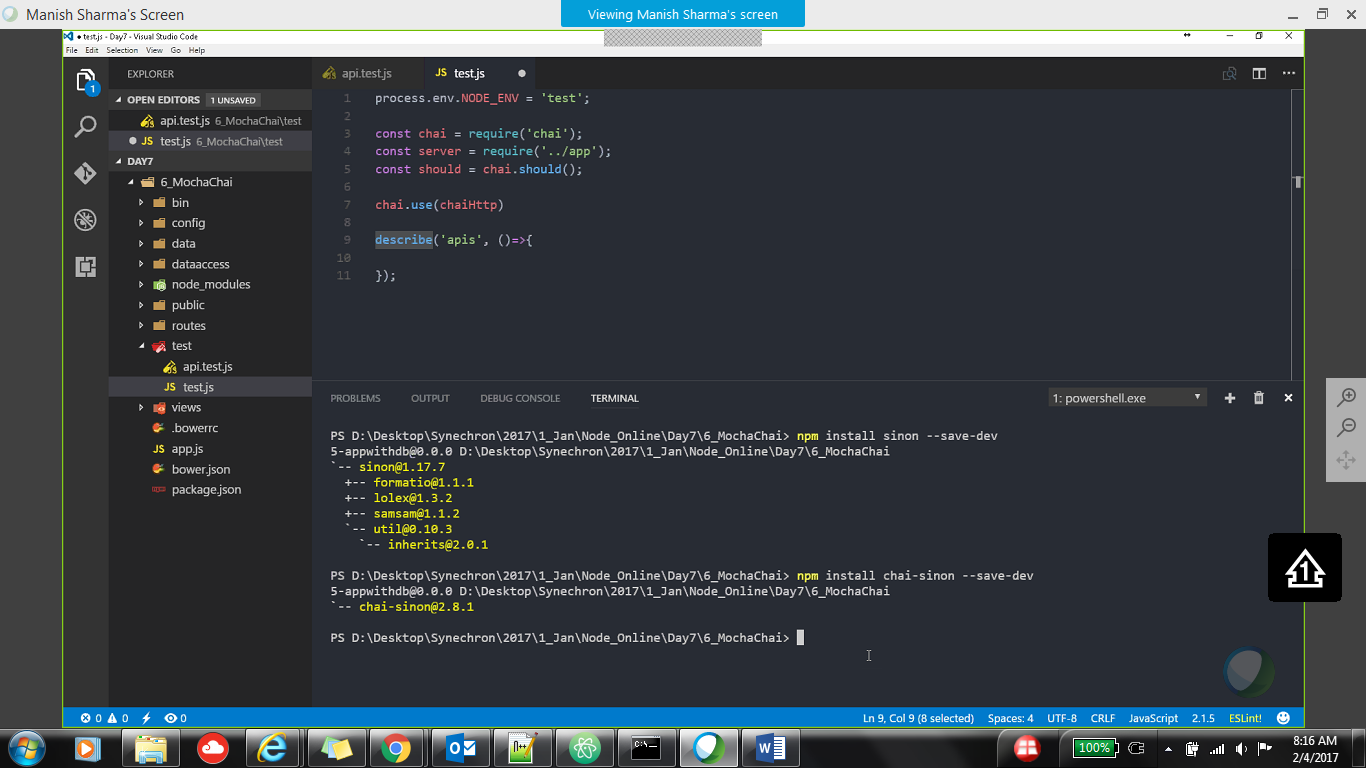 Manish Sharma's Screen
Viewing Manish Sharma's screen
● test.js - Day7 - Visual Studio Code
File Edit Selection View Go Help
EXPLORER
OPEN EDITORS 1 UNSAVED
api.test.js 6_MochaChai\test
JS test.js 6_MochaChai\test
DAY7
6_MochaChai
bin
config
data
dataaccess
node_modules
public
routes
test
api.test.js
JS test.js
views
.bowerrc
JS app.js
bower.json
package.json
1
api.test.js
JS test.js
1 process.env.NODE_ENV = 'test';
2
3 const chai = require('chai');
4 const server = require('../app');
5 const should = chai.should();
6
7 chai.use(chaiHttp)
8
9 describe('apis', ()=>{
10
11 });
PROBLEMS OUTPUT DEBUG CONSOLE TERMINAL
1: powershell.exe
PS D:\Desktop\Synechron\2017\1_Jan\Node_Online\Day7\6_MochaChai> npm install sinon --save-dev
5-appwithdb@0.0.0 D:\Desktop\Synechron\2017\1_Jan\Node_Online\Day7\6_MochaChai
`-- sinon@1.17.7
+-- formatio@1.1.1
+-- lolex@1.3.2
+-- samsam@1.1.2
`-- util@0.10.3
`-- inherits@2.0.1
PS D:\Desktop\Synechron\2017\1_Jan\Node_Online\Day7\6_MochaChai> npm install chai-sinon --save-dev
5-appwithdb@0.0.0 D:\Desktop\Synechron\2017\1_Jan\Node_Online\Day7\6_MochaChai
`-- chai-sinon@2.8.1
PS D:\Desktop\Synechron\2017\1_Jan\Node_Online\Day7\6_MochaChai>
1
0 0 0
Ln 9, Col 9 (8 selected) Spaces: 4 UTF-8 CRLF JavaScript 2.1.5 ESLint!
C:\_
W
100%
8:16 AM
2/4/2017